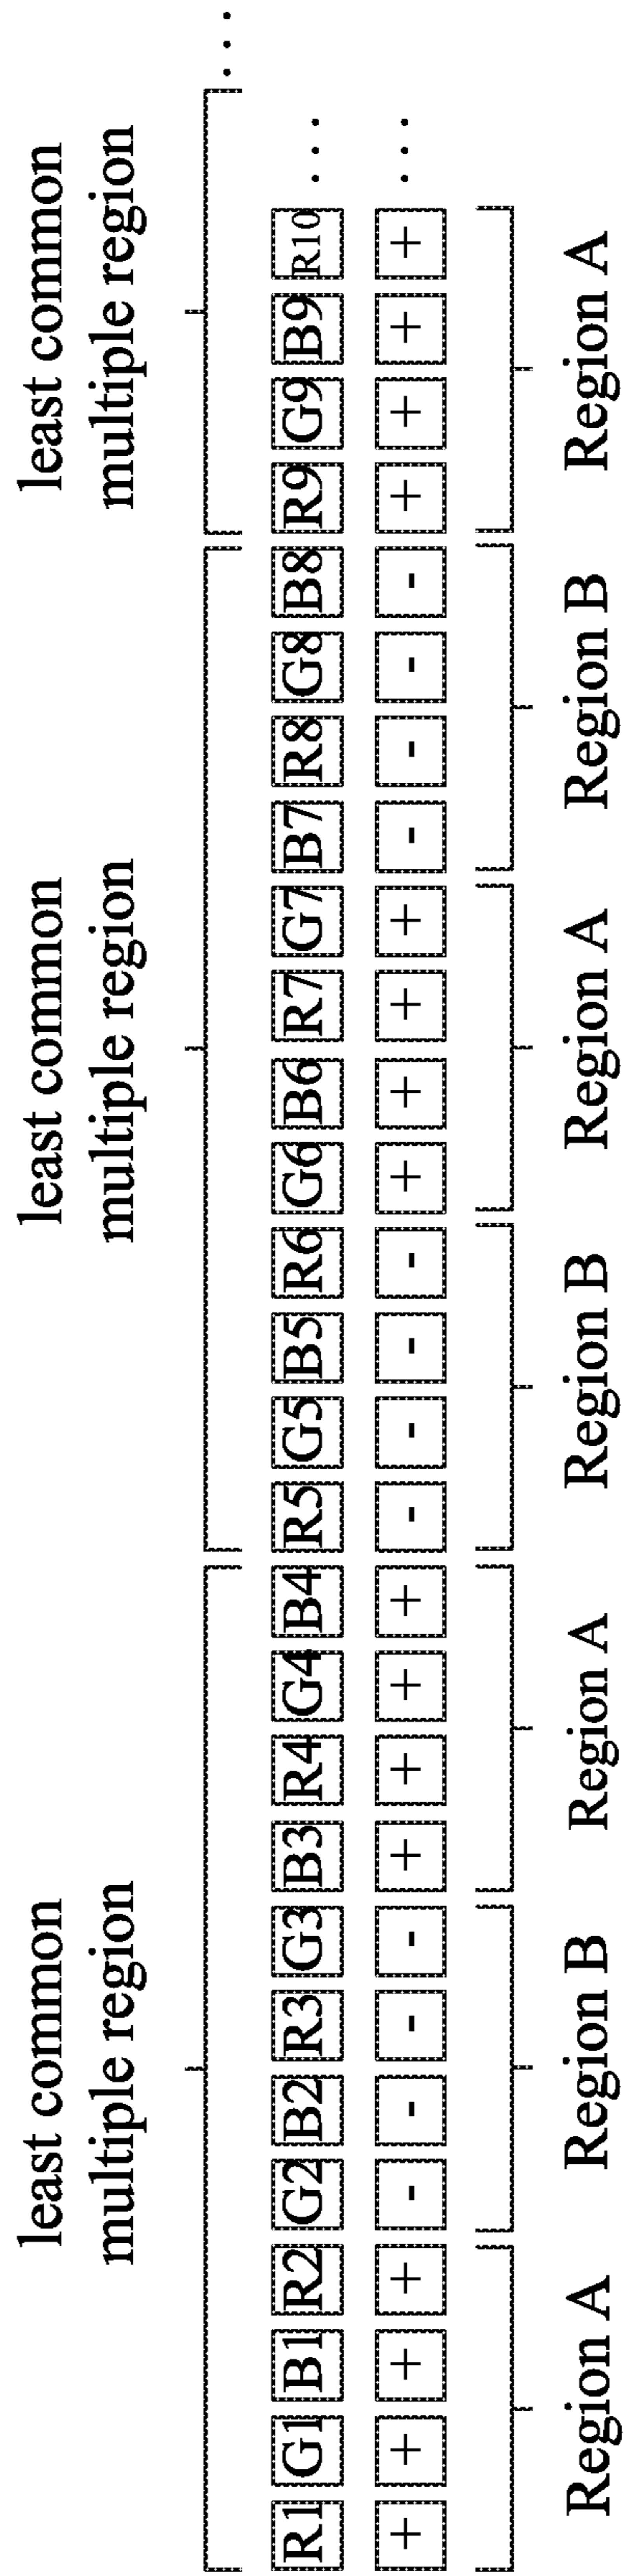 least common
multiple region
least common
multiple region
least common
multiple region
...
R1 G1 B1 R2 G2 B2 R3 G3 B3 R4 G4 B4 R5 G5 B5 R6 G6 B6 R7 G7 B7 R8 G8 B8 R9 G9 B9 R10 ...
+ + + + - - - - + + + + - - - - + + + + - - - - + + + + ...
Region A Region B Region A Region B Region A Region B Region A